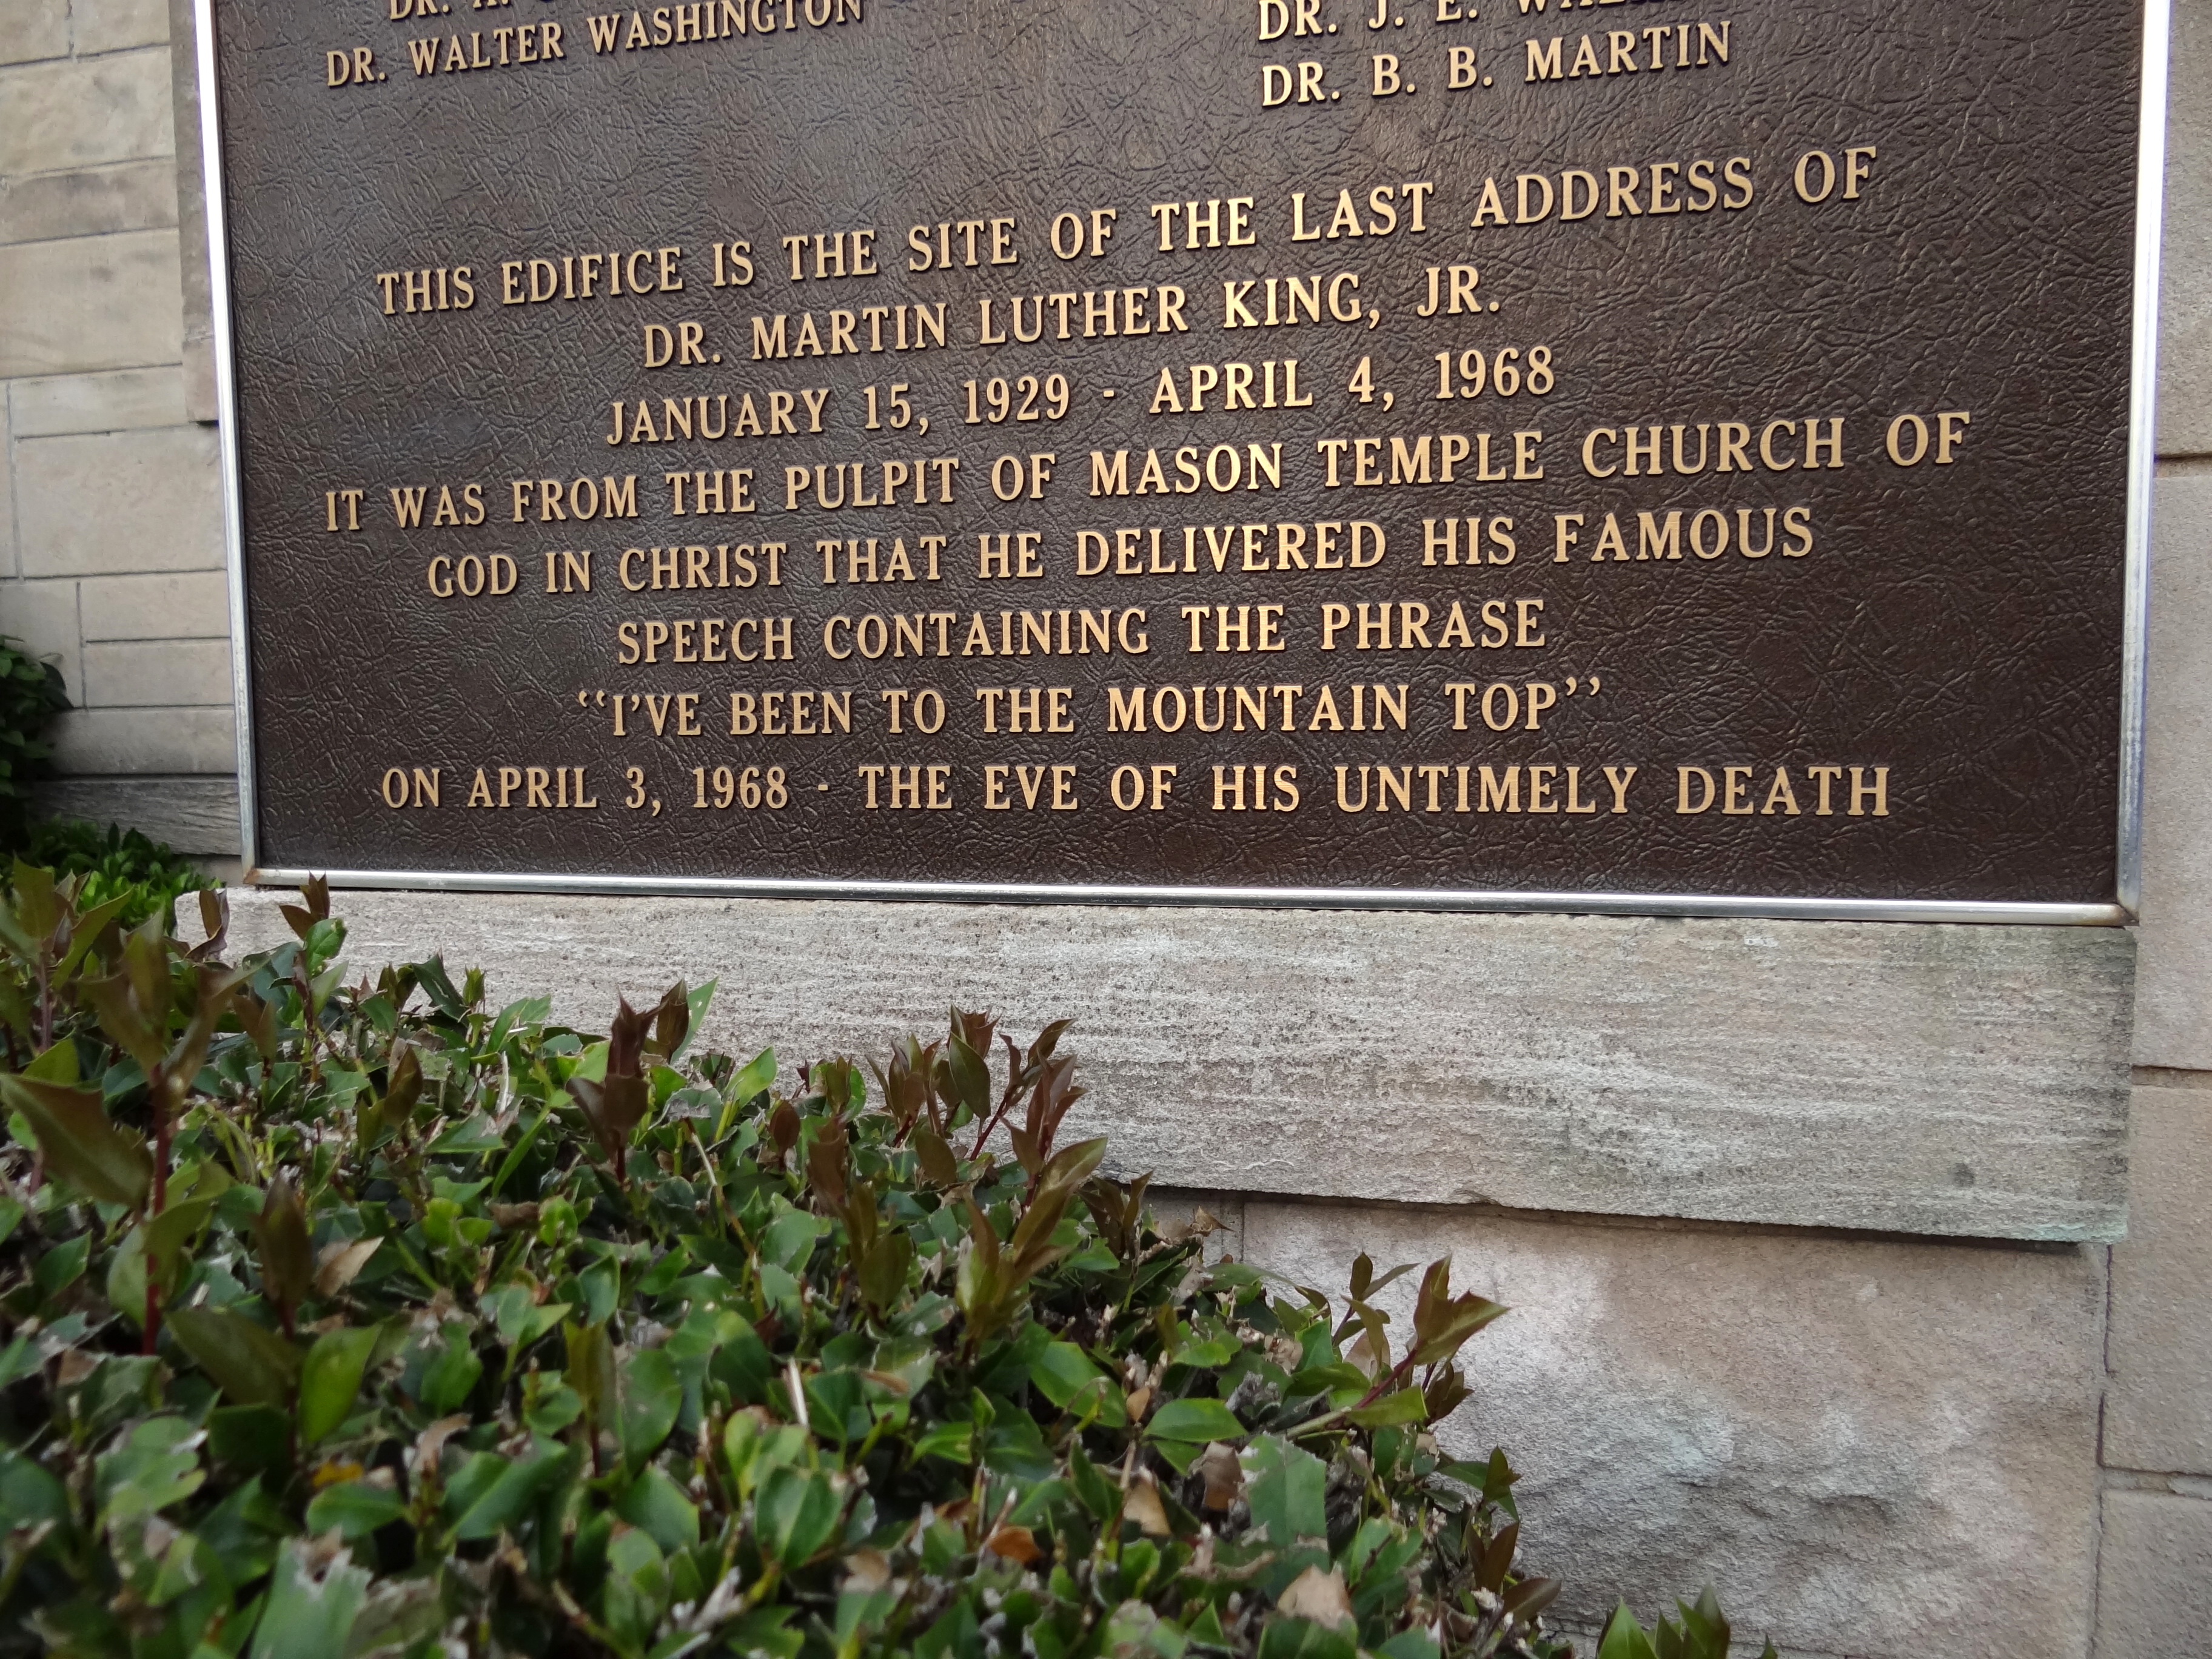 DR. A.
DR. WALTER WASHINGTON
DR. J. E.
DR. B. B. MARTIN
THIS EDIFICE IS THE SITE OF THE LAST ADDRESS OF
DR. MARTIN LUTHER KING, JR.
JANUARY 15, 1929 - APRIL 4, 1968
IT WAS FROM THE PULPIT OF MASON TEMPLE CHURCH OF
GOD IN CHRIST THAT HE DELIVERED HIS FAMOUS
SPEECH CONTAINING THE PHRASE
“I'VE BEEN TO THE MOUNTAIN TOP”
ON APRIL 3, 1968 - THE EVE OF HIS UNTIMELY DEATH